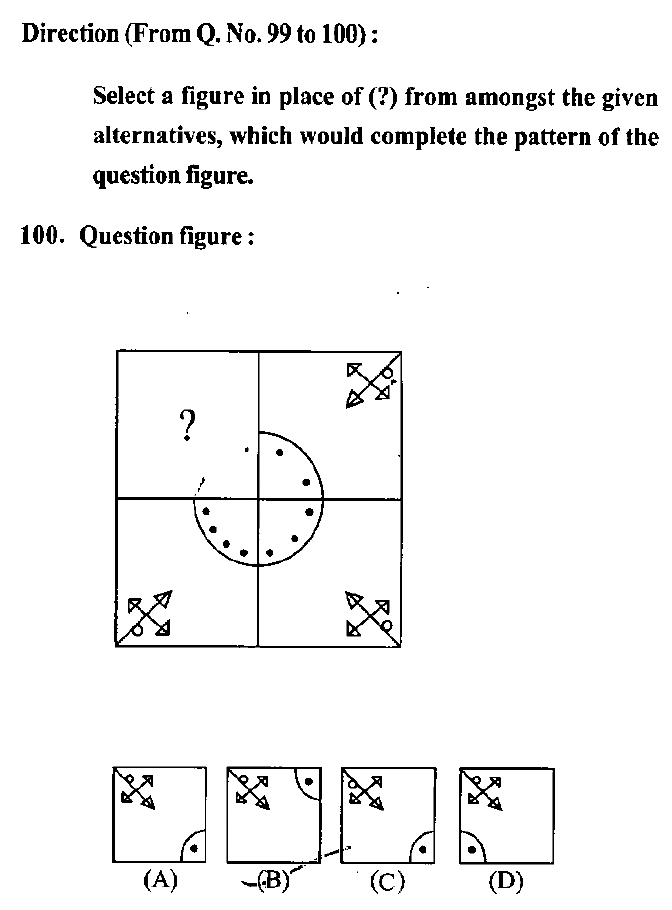 Direction (From Q. No. 99 to 100) :
Select a figure in place of (?) from amongst the given
alternatives, which would complete the pattern of the
question figure.
100. Question figure :
?
(A) (B) (C) (D)